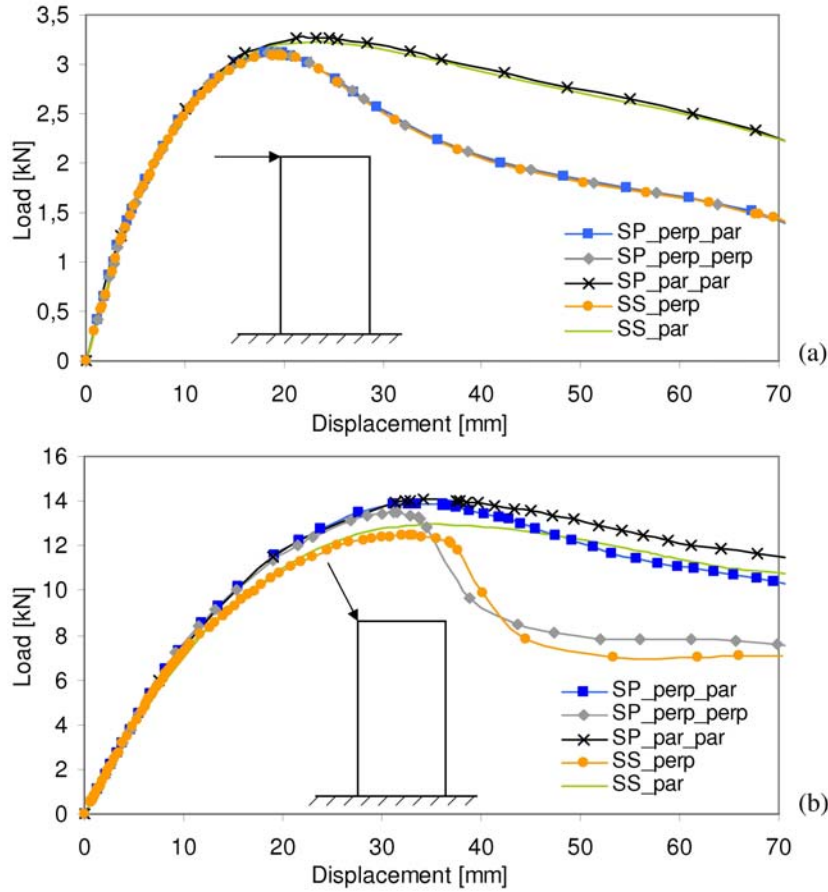 3,5
3
2,5
2
1,5
1
0,5
0
Load [kN]
0 10 20 30 40 50 60 70
Displacement [mm]
SP_perp_par
SP_perp_perp
SP_par_par
SS_perp
SS_par
(a)
16
14
12
10
8
6
4
2
0
Load [kN]
0 10 20 30 40 50 60 70
Displacement [mm]
SP_perp_par
SP_perp_perp
SP_par_par
SS_perp
SS_par
(b)